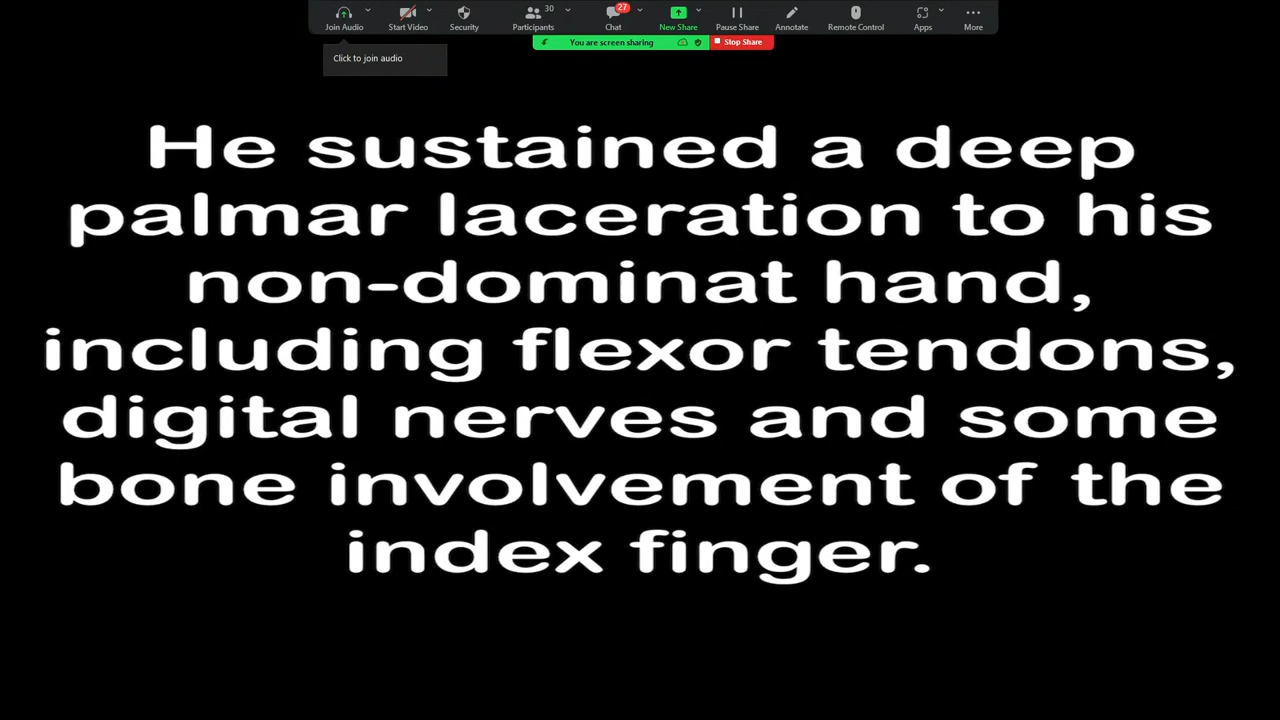 30
27
Join Audio
Start Video
Security
Participants
Chat
New Share
Pause Share
Annotate
Remote Control
Apps
More
You are screen sharing
Stop Share
Click to join audio
He sustained a deep
palmar laceration to his
non-dominat hand,
including flexor tendons,
digital nerves and some
bone involvement of the
index finger.